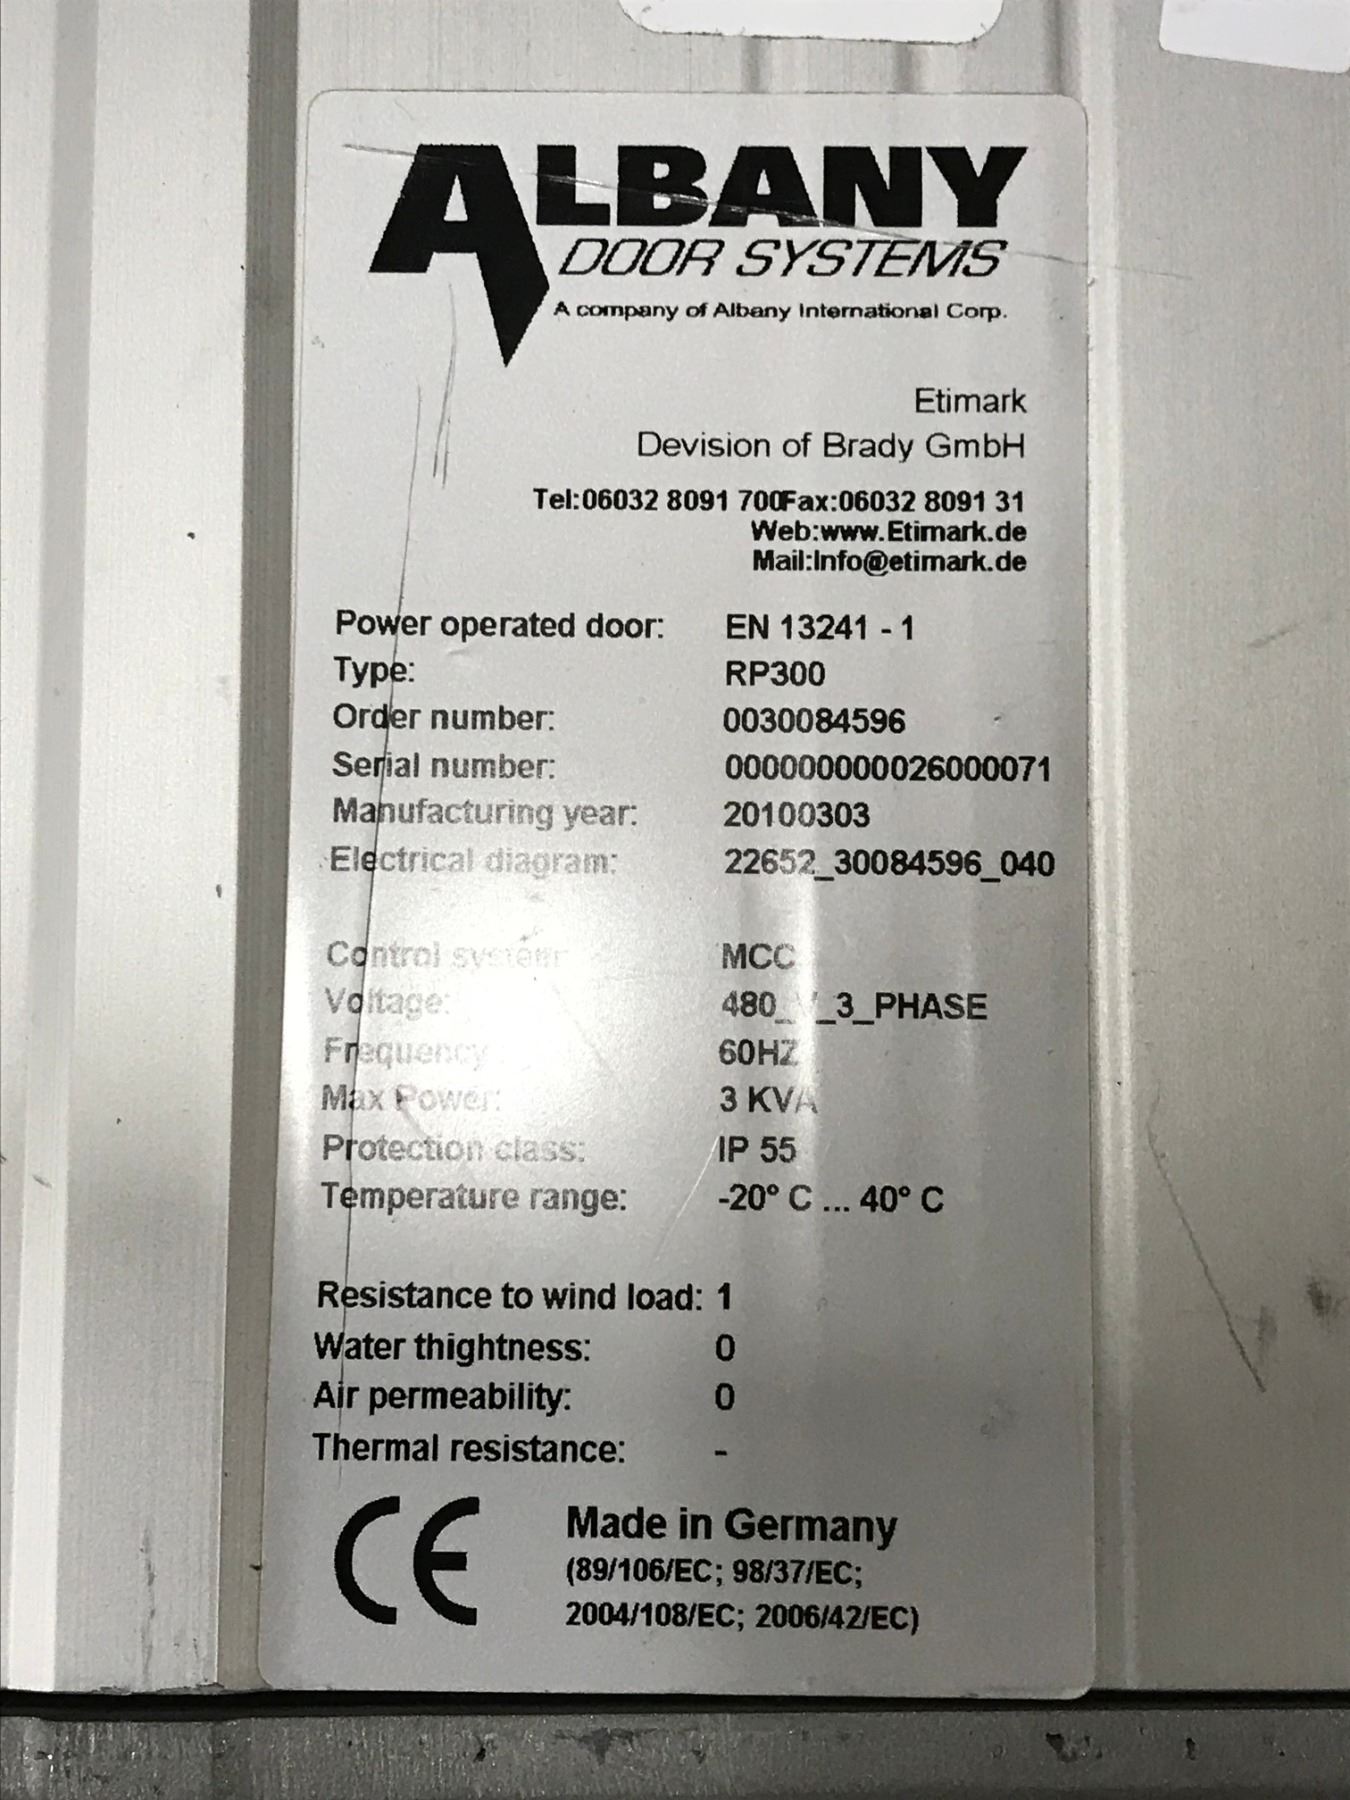 ALBANY
DOOR SYSTEMS
A company of Albany International Corp.
Etimark
Devision of Brady GmbH
Tel:06032 8091 700Fax:06032 8091 31
Web:www.Etimark.de
Mail:Info@etimark.de
Power operated door: EN 13241 - 1
Type: RP300
Order number: 0030084596
Serial number: 000000000026000071
Manufacturing year: 20100303
Electrical diagram: 22652_30084596_040
Control system: MCC
Voltage: 480_V_3_PHASE
Frequency: 60HZ
Max Power: 3 KVA
Protection class: IP 55
Temperature range: -20° C ... 40° C
Resistance to wind load: 1
Water thightness: 0
Air permeability: 0
Thermal resistance: -
CE
Made in Germany
(89/106/EC; 98/37/EC;
2004/108/EC; 2006/42/EC)